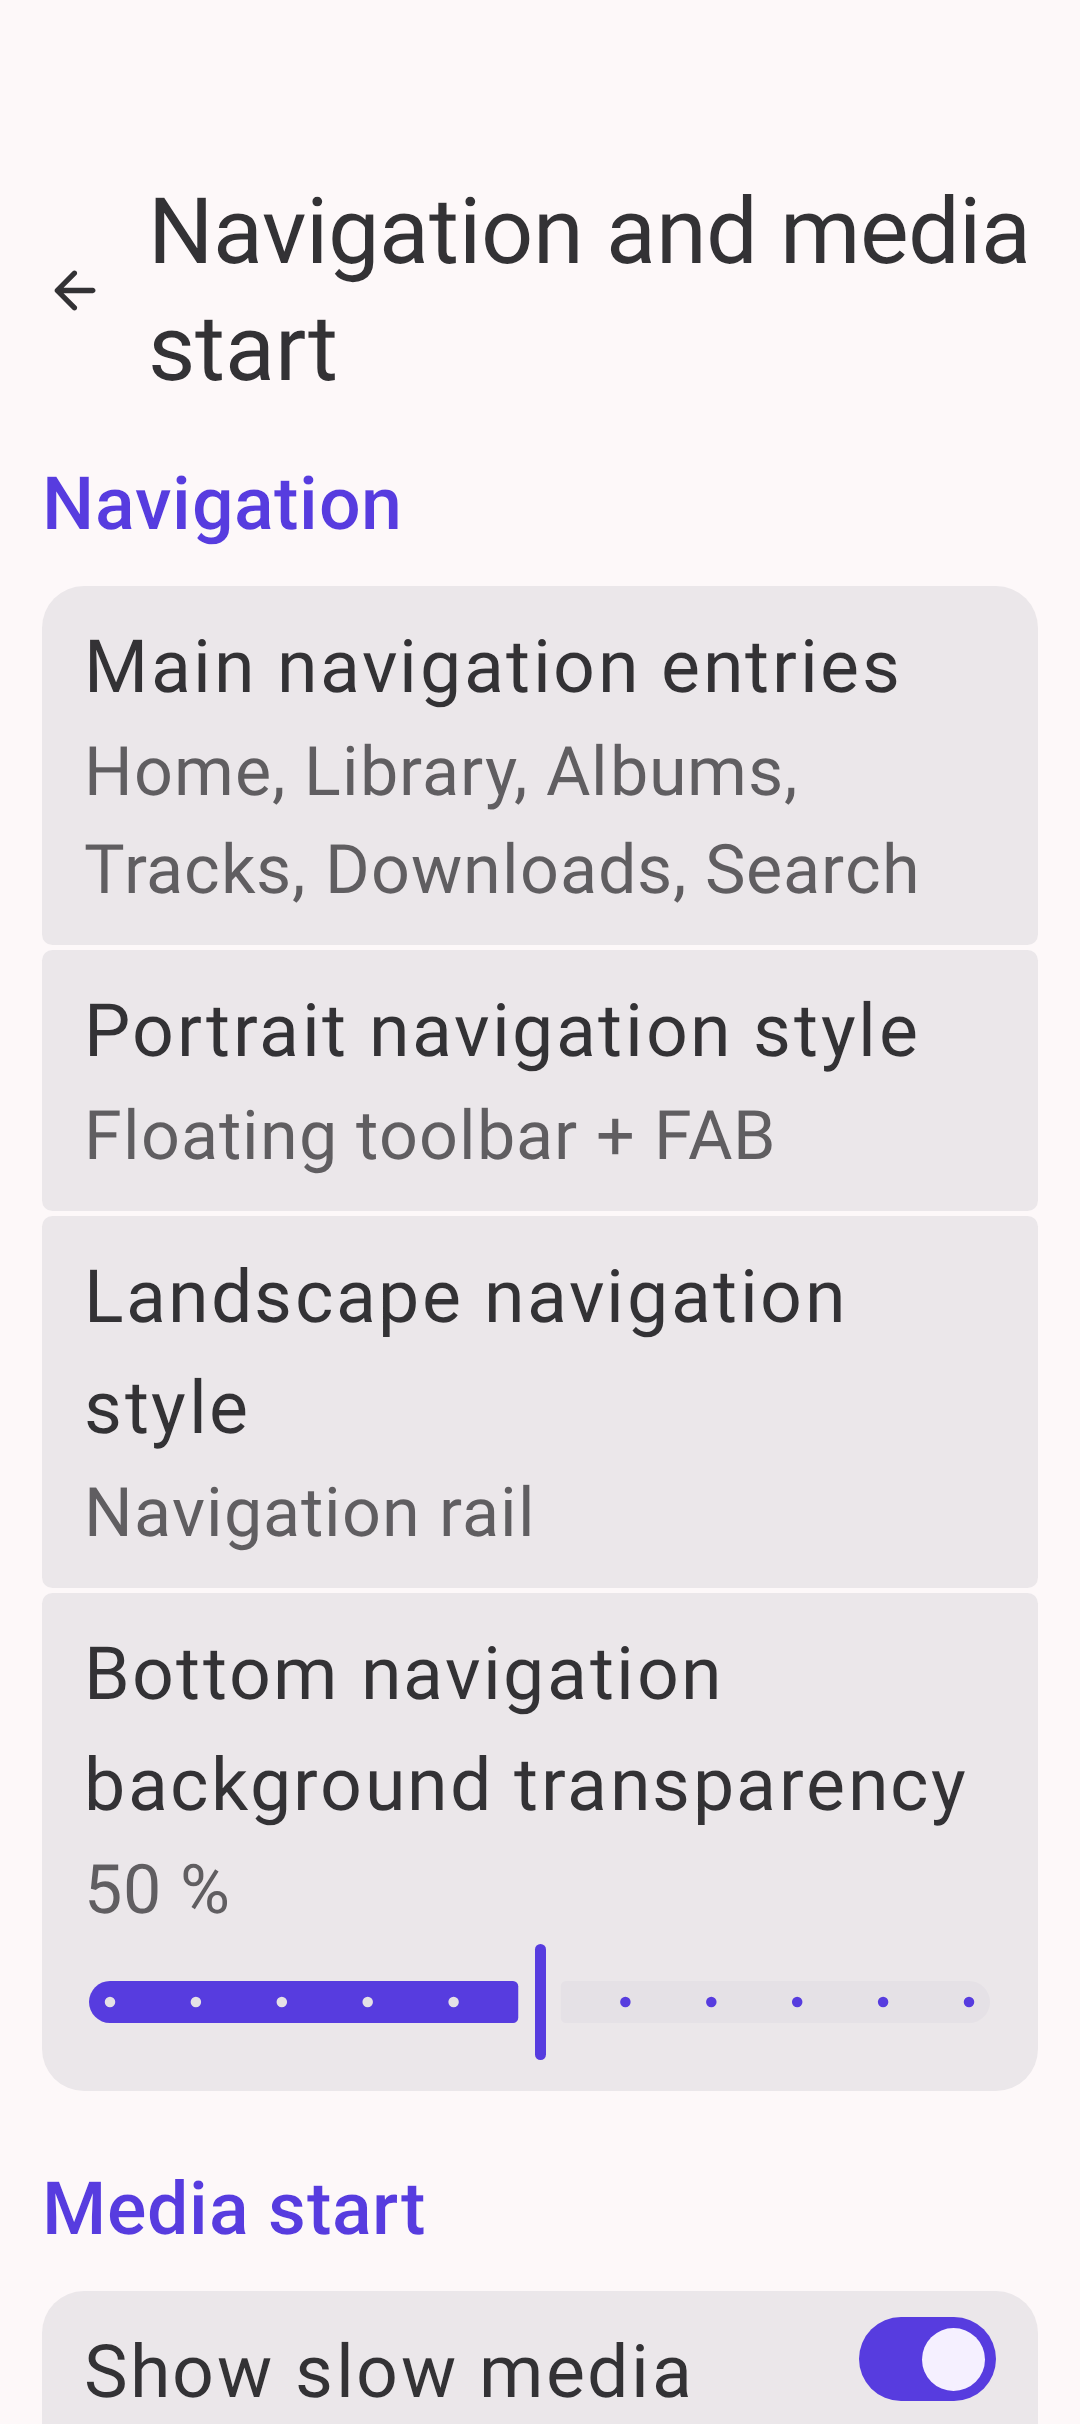 Navigation and media
start
Navigation
Main navigation entries
Home, Library, Albums,
Tracks, Downloads, Search
Portrait navigation style
Floating toolbar + FAB
Landscape navigation
style
Navigation rail
Bottom navigation
background transparency
50 %
Media start
Show slow media